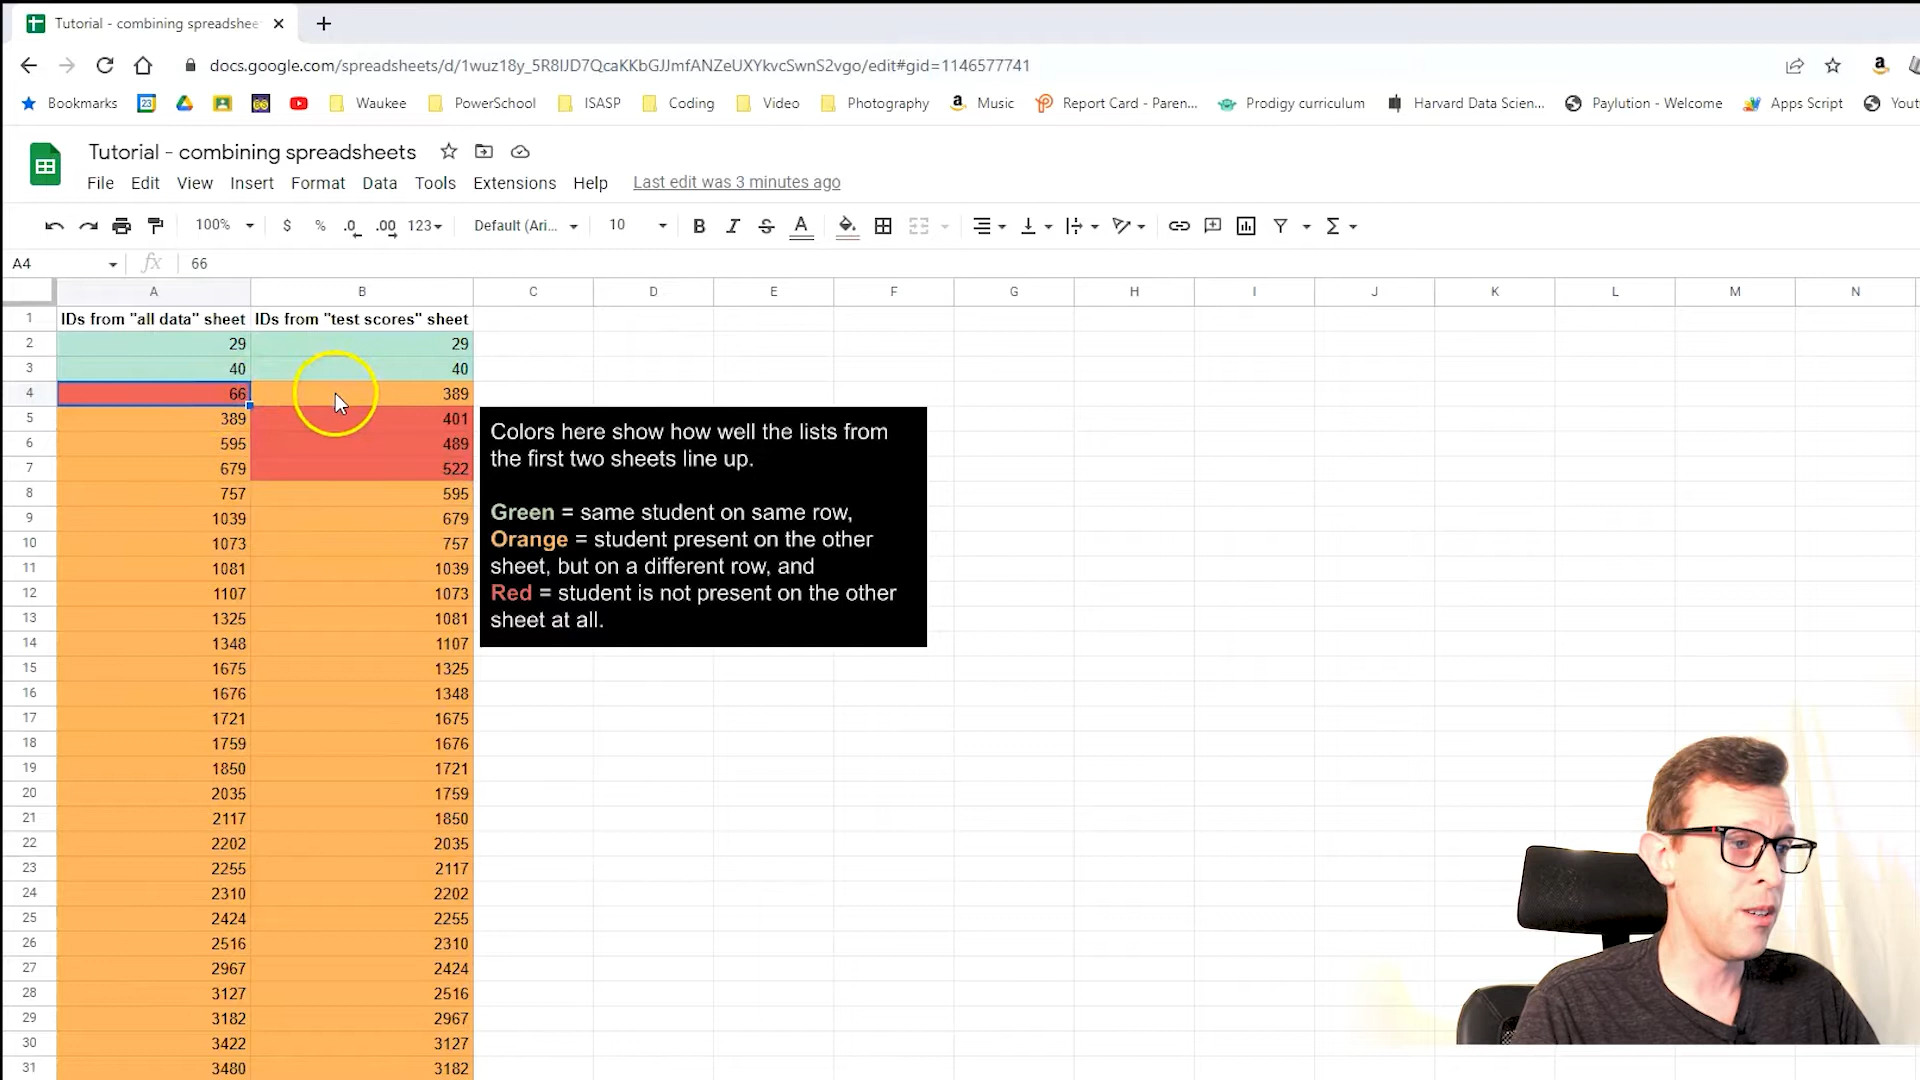 Tutorial - combining spreadshee
docs.google.com/spreadsheets/d/1wuz18y_5R8IJD7QcaKKbGJJmfANZeUXYkvcSwnS2vgo/edit#gid=1146577741
Bookmarks 23 Waukee PowerSchool ISASP Coding Video Photography Music Report Card - Paren... Prodigy curriculum Harvard Data Scien... Paylution - Welcome Apps Script Yout
Tutorial - combining spreadsheets
File Edit View Insert Format Data Tools Extensions Help Last edit was 3 minutes ago
100% $ % .0 .00 123 Default (Ari... 10 B I S A Σ
A4 fx 66
A B C D E F G H I J K L M N
1 IDs from "all data" sheet IDs from "test scores" sheet
2 29 29
3 40 40
4 66 389
5 389 401
6 595 489
7 679 522
8 757 595
9 1039 679
10 1073 757
11 1081 1039
12 1107 1073
13 1325 1081
14 1348 1107
15 1675 1325
16 1676 1348
17 1721 1675
18 1759 1676
19 1850 1721
20 2035 1759
21 2117 1850
22 2202 2035
23 2255 2117
24 2310 2202
25 2424 2255
26 2516 2310
27 2967 2424
28 3127 2516
29 3182 2967
30 3422 3127
31 3480 3182
Colors here show how well the lists from
the first two sheets line up.
Green = same student on same row,
Orange = student present on the other
sheet, but on a different row, and
Red = student is not present on the other
sheet at all.